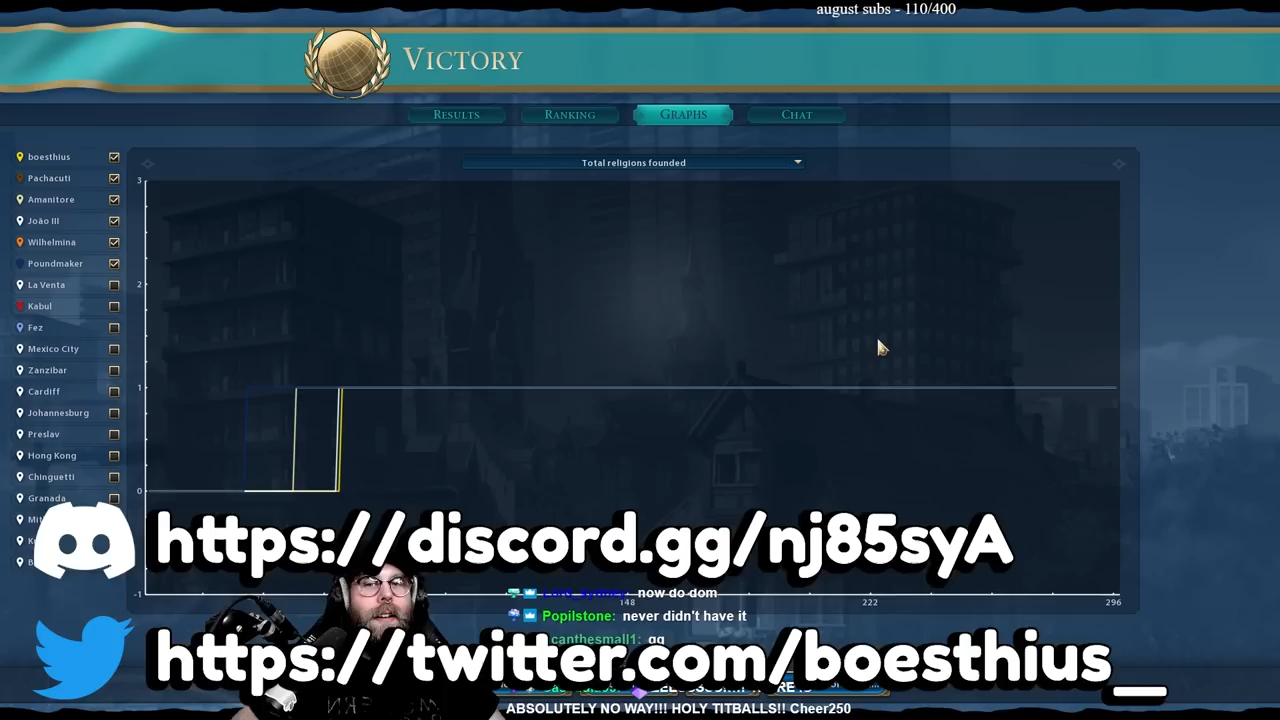 august subs - 110/400
VICTORY
RESULTS
RANKING
GRAPHS
CHAT
boesthius
Pachacuti
Amanitore
João III
Wilhelmina
Poundmaker
La Venta
Kabul
Fez
Mexico City
Zanzibar
Cardiff
Johannesburg
Preslav
Hong Kong
Chinguetti
Granada
Total religions founded
3
2
1
0
-1
148
222
296
https://discord.gg/nj85syA
now do dom
Popilstone: never didn't have it
canthesmall1: gg
https://twitter.com/boesthius_
ABSOLUTELY NO WAY!!! HOLY TITBALLS!! Cheer250